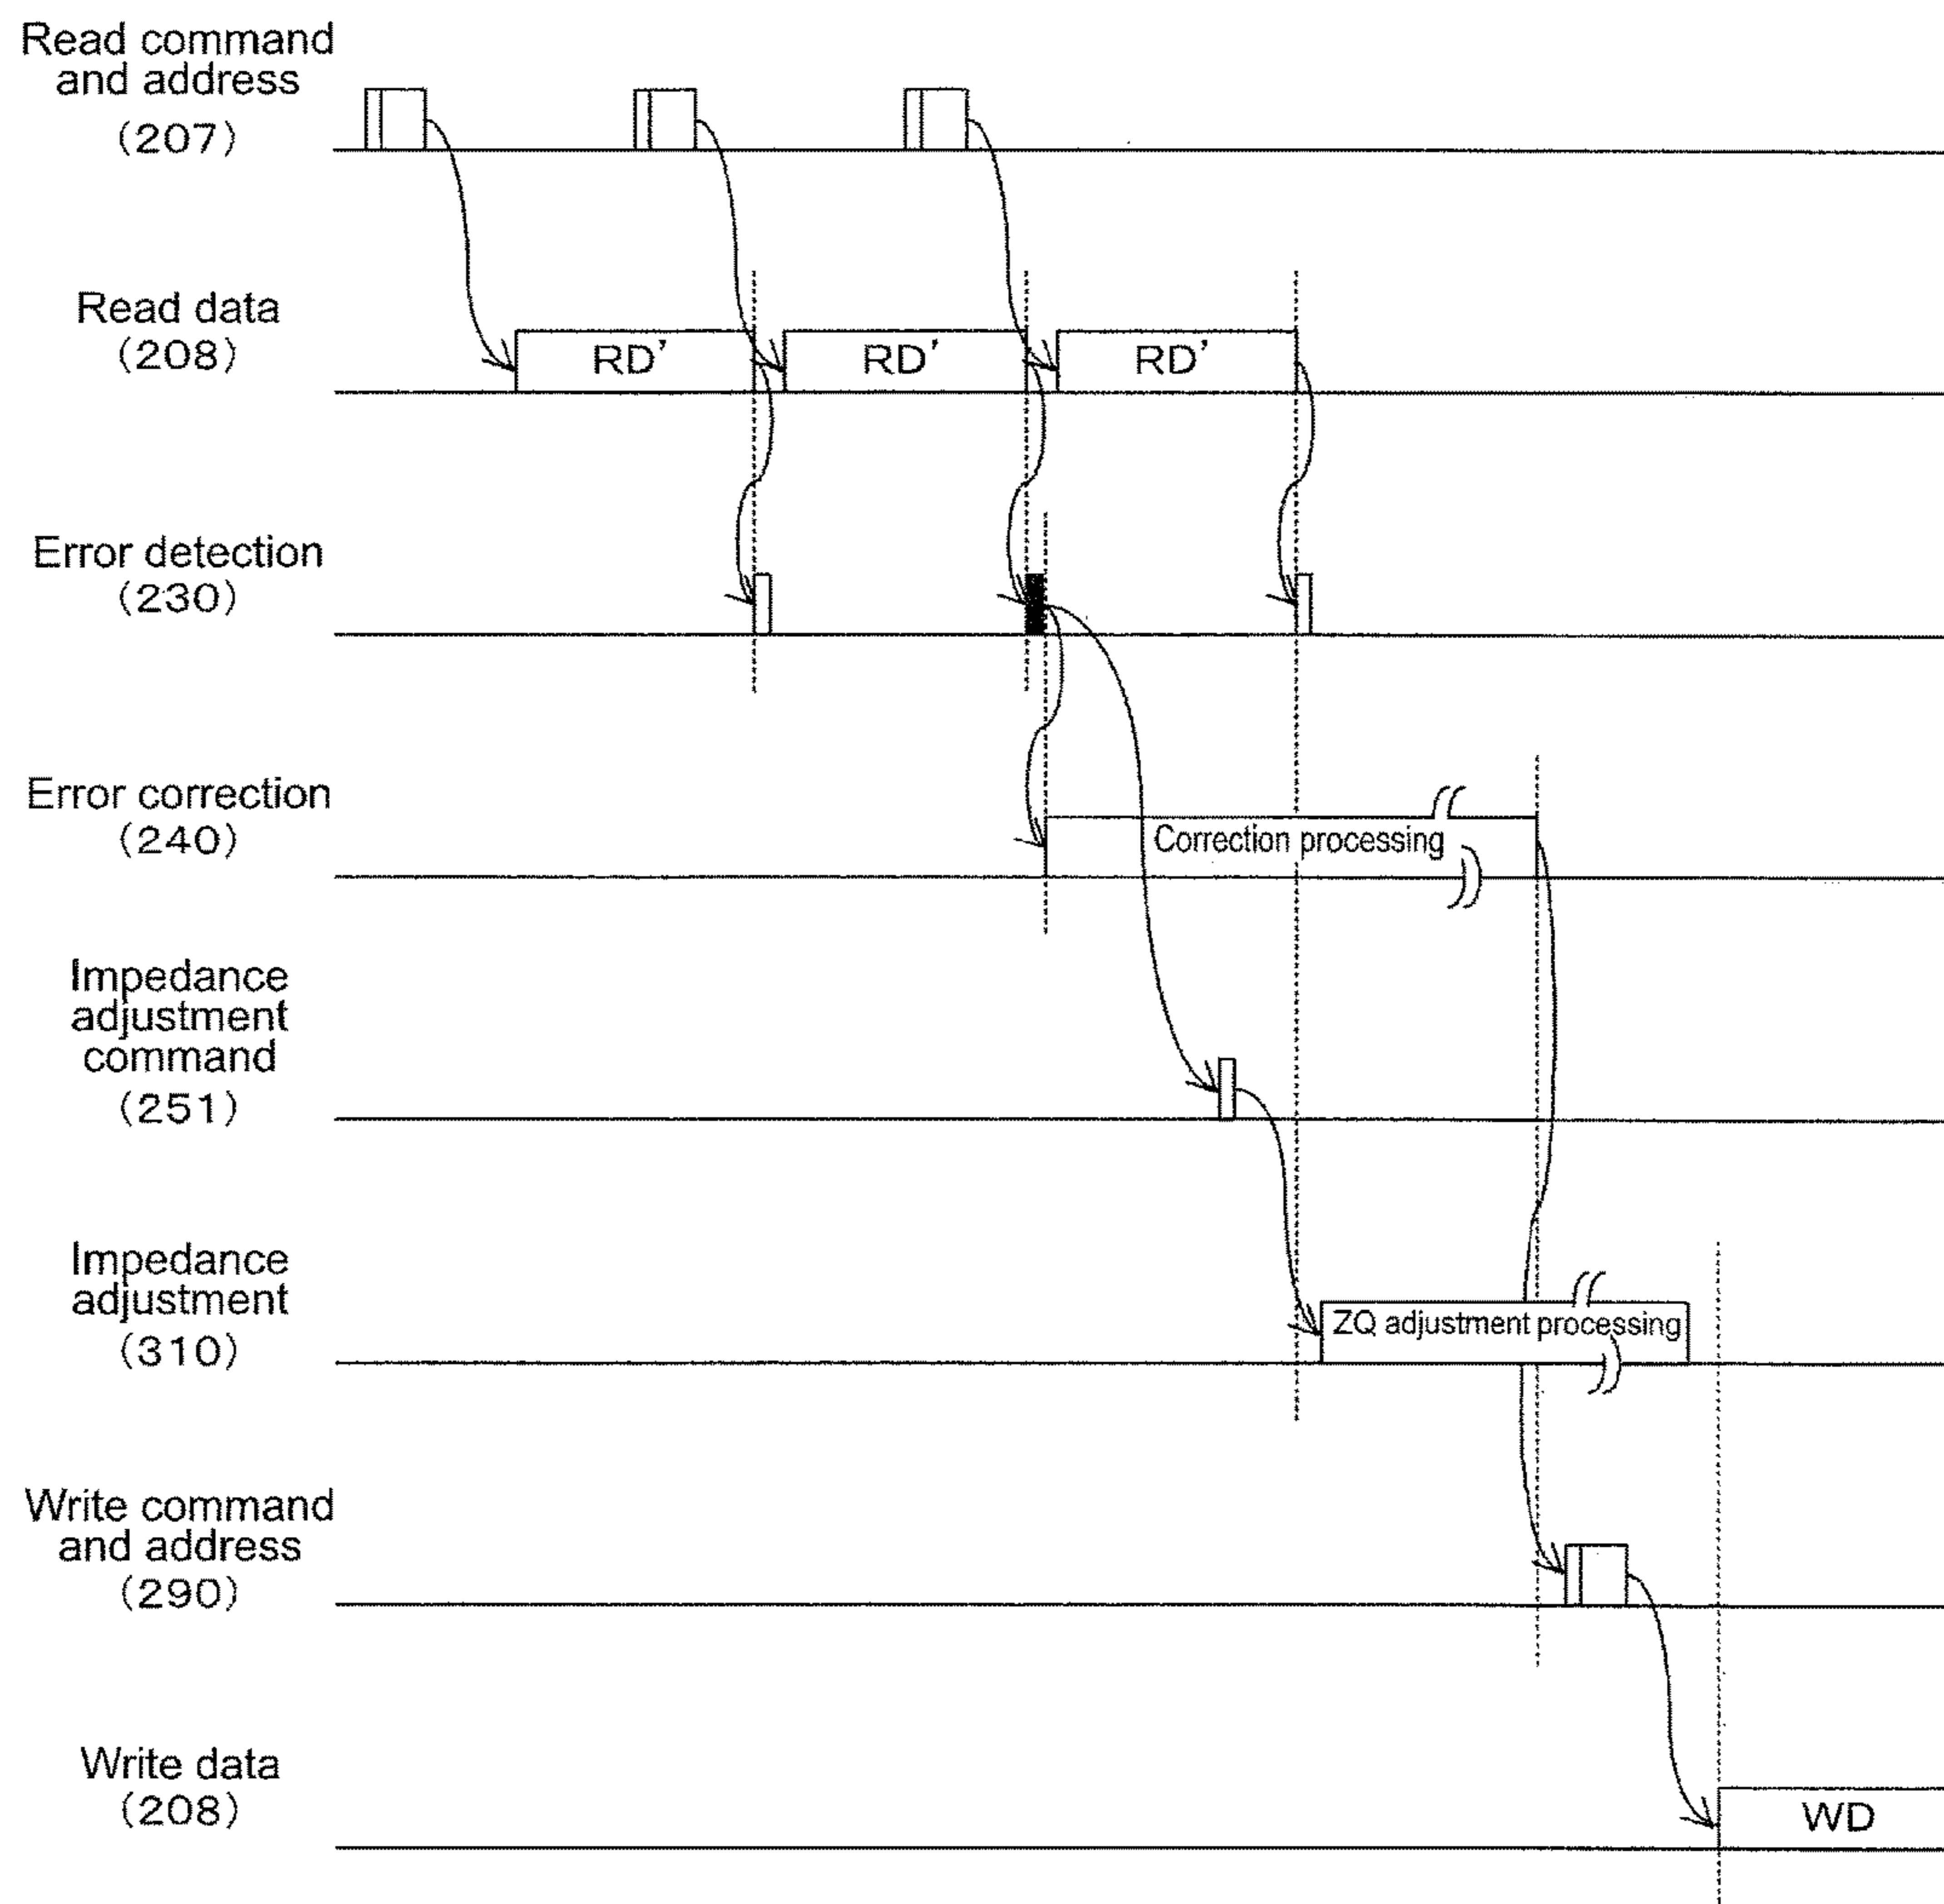 Read command
and address
(207)
Read data
(208)
RD'
RD'
RD'
Error detection
(230)
Error correction
(240)
Correction processing
Impedance
adjustment
command
(251)
Impedance
adjustment
(310)
ZQ adjustment processing
Write command
and address
(290)
Write data
(208)
WD